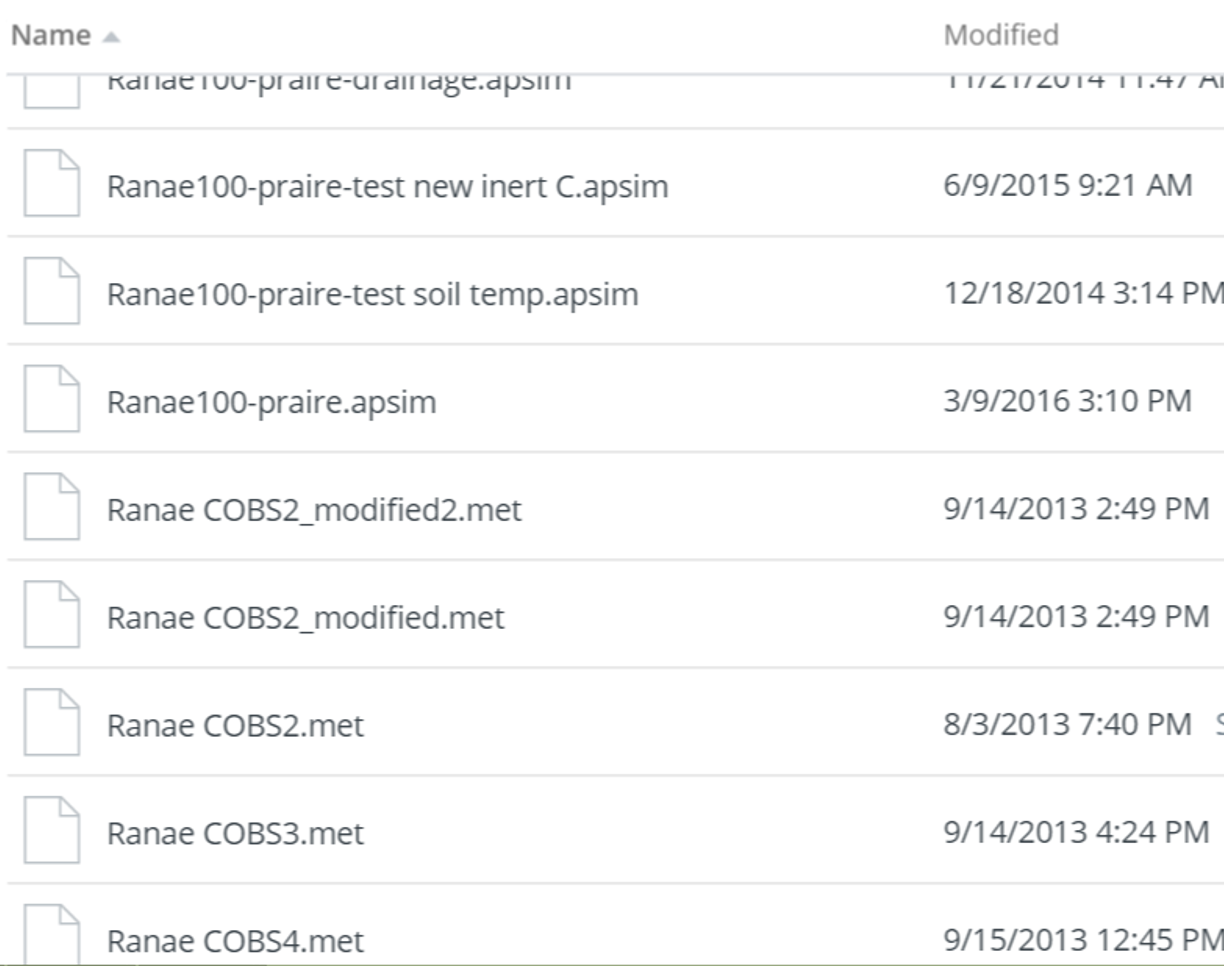 Name Modified
Ranae100-praire-drainage.apsim 11/21/2014 11:47
Ranae100-praire-test new inert C.apsim 6/9/2015 9:21 AM
Ranae100-praire-test soil temp.apsim 12/18/2014 3:14 PM
Ranae100-praire.apsim 3/9/2016 3:10 PM
Ranae COBS2_modified2.met 9/14/2013 2:49 PM
Ranae COBS2_modified.met 9/14/2013 2:49 PM
Ranae COBS2.met 8/3/2013 7:40 PM
Ranae COBS3.met 9/14/2013 4:24 PM
Ranae COBS4.met 9/15/2013 12:45 PM